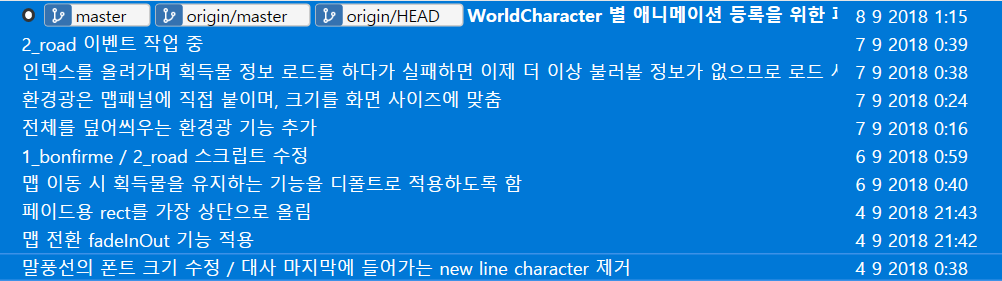 master origin/master origin/HEAD WorldCharacter 별 애니메이션 등록을 위한 8 9 2018 1:15
2_road 이벤트 작업 중 7 9 2018 0:39
인덱스를 올려가며 획득물 정보 로드를 하다가 실패하면 이제 더 이상 불러볼 정보가 없으므로 로드 7 9 2018 0:38
환경광은 맵패널에 직접 붙이며, 크기를 화면 사이즈에 맞춤 7 9 2018 0:24
전체를 덮어씌우는 환경광 기능 추가 7 9 2018 0:16
1_bonfirme / 2_road 스크립트 수정 6 9 2018 0:59
맵 이동 시 획득물을 유지하는 기능을 디폴트로 적용하도록 함 6 9 2018 0:40
페이드용 rect를 가장 상단으로 올림 4 9 2018 21:43
맵 전환 fadeInOut 기능 적용 4 9 2018 21:42
말풍선의 폰트 크기 수정 / 대사 마지막에 들어가는 new line character 제거 4 9 2018 0:38